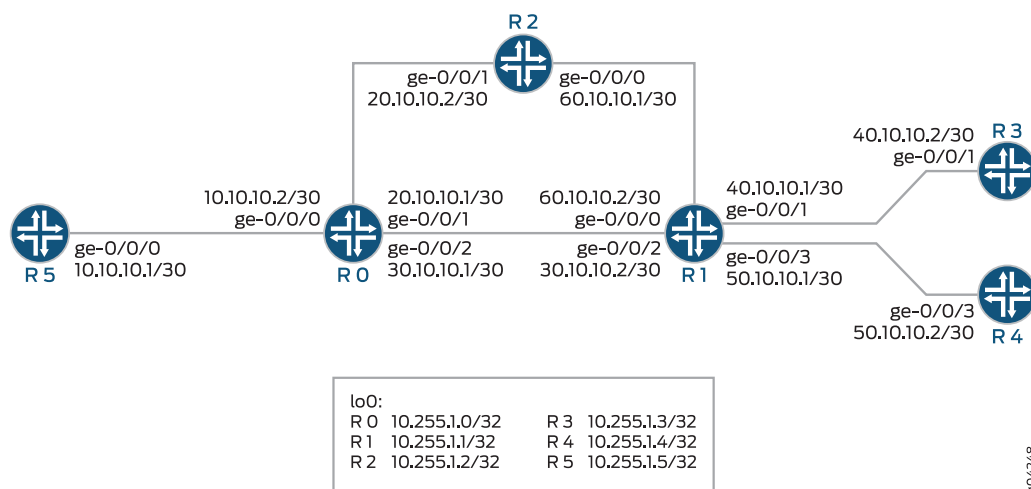 R 2
ge-0/0/1
20.10.10.2/30
ge-0/0/0
60.10.10.1/30
40.10.10.2/30
ge-0/0/1
R 3
10.10.10.2/30
ge-0/0/0
20.10.10.1/30
ge-0/0/1
60.10.10.2/30
ge-0/0/0
40.10.10.1/30
ge-0/0/1
R 5
ge-0/0/0
10.10.10.1/30
R 0
ge-0/0/2
30.10.10.1/30
ge-0/0/2
30.10.10.2/30
R 1
ge-0/0/3
50.10.10.1/30
ge-0/0/3
50.10.10.2/30
R 4
lo0:
R 0 10.255.1.0/32 R 3 10.255.1.3/32
R 1 10.255.1.1/32 R 4 10.255.1.4/32
R 2 10.255.1.2/32 R 5 10.255.1.5/32